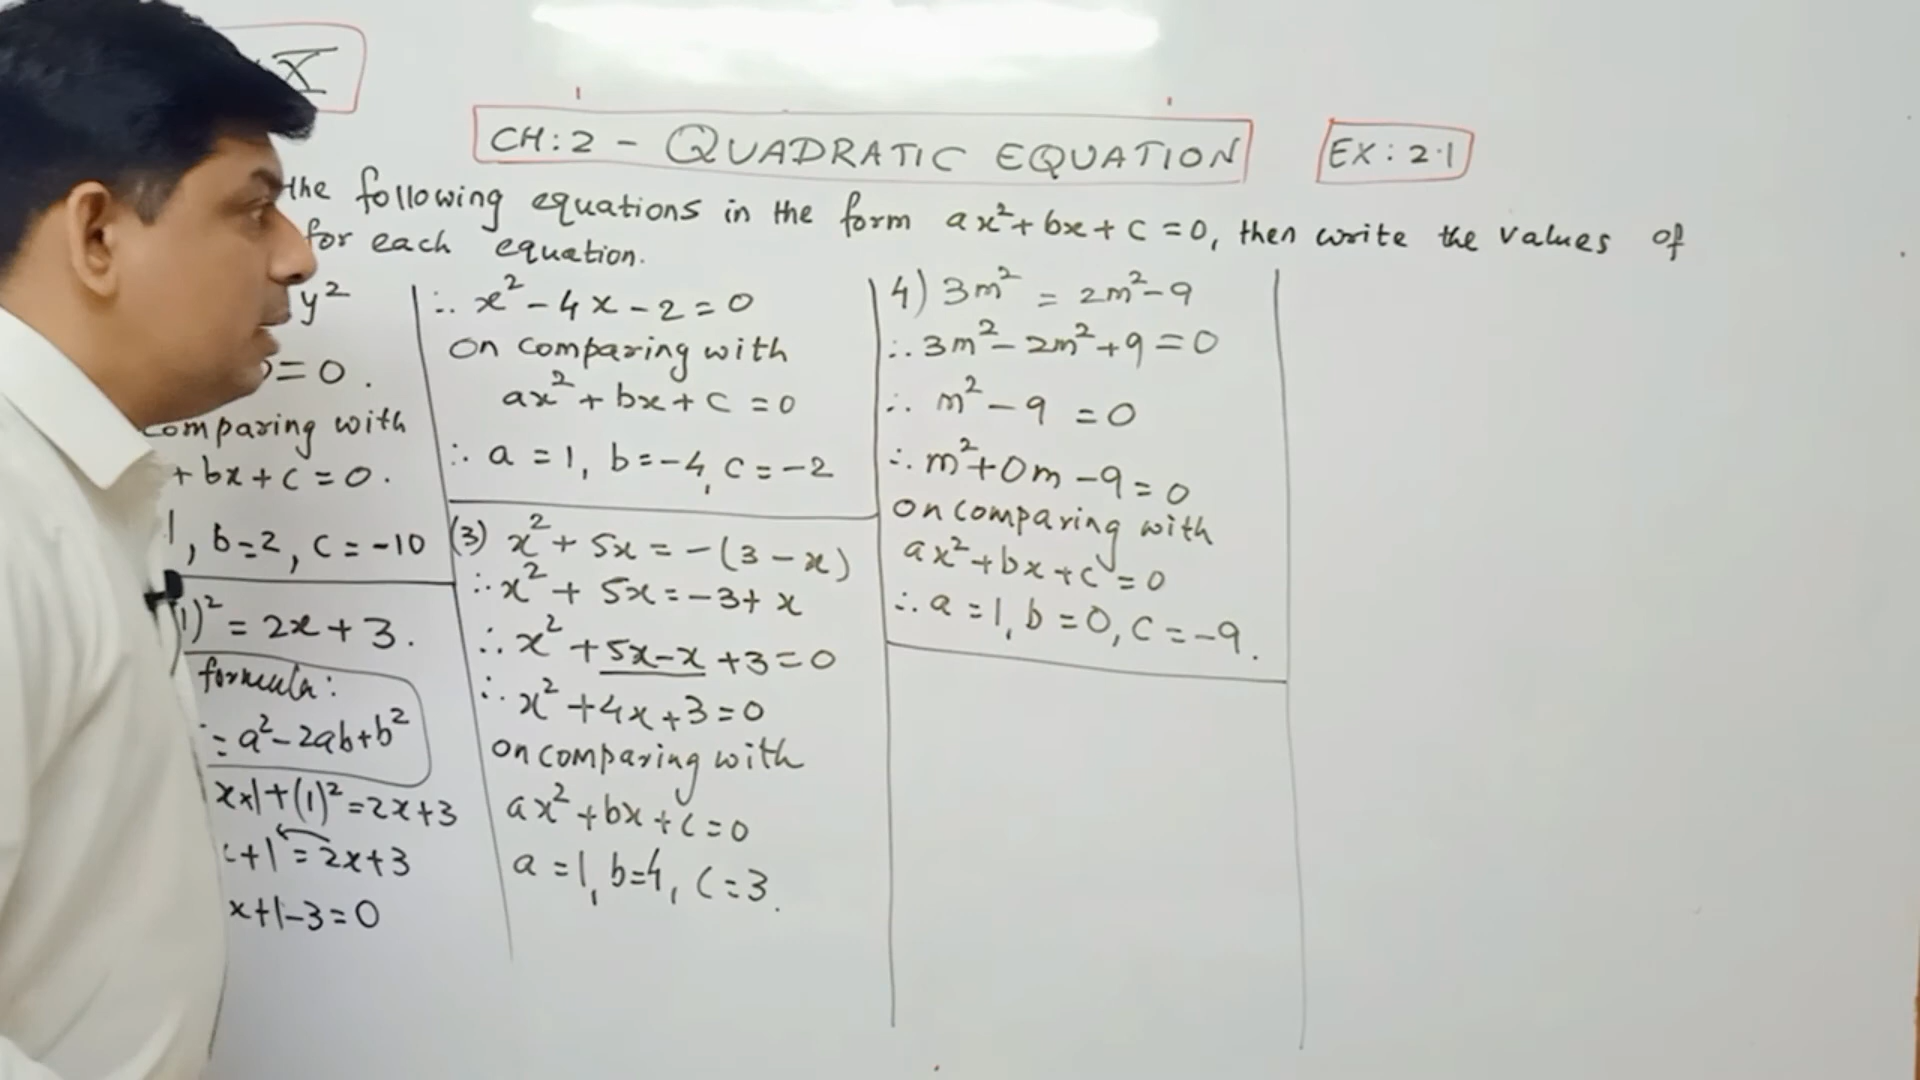 X
CH: 2 - QUADRATIC EQUATION
EX: 2.1
the following equations in the form ax²+bx+c=0, then write the values of
for each equation.
y²
=0.
comparing with
+bx+c=0.
1, b=2, c=-10
1)²=2x+3.
formula:
=a²-2ab+b²
x×1+(1)²=2x+3
+1=2x+3
x+1-3=0
∴ x²-4x-2=0
on comparing with
ax²+bx+c=0
∴ a=1, b=-4, c=-2
(3) x²+5x=-(3-x)
∴ x²+5x=-3+x
∴ x²+5x-x+3=0
∴ x²+4x+3=0
on comparing with
ax²+bx+c=0
a=1, b=4, c=3.
4) 3m²=2m²-9
∴ 3m²-2m²+9=0
∴ m²-9=0
∴ m²+0m-9=0
on comparing with
ax²+bx+c=0
∴ a=1, b=0, c=-9.